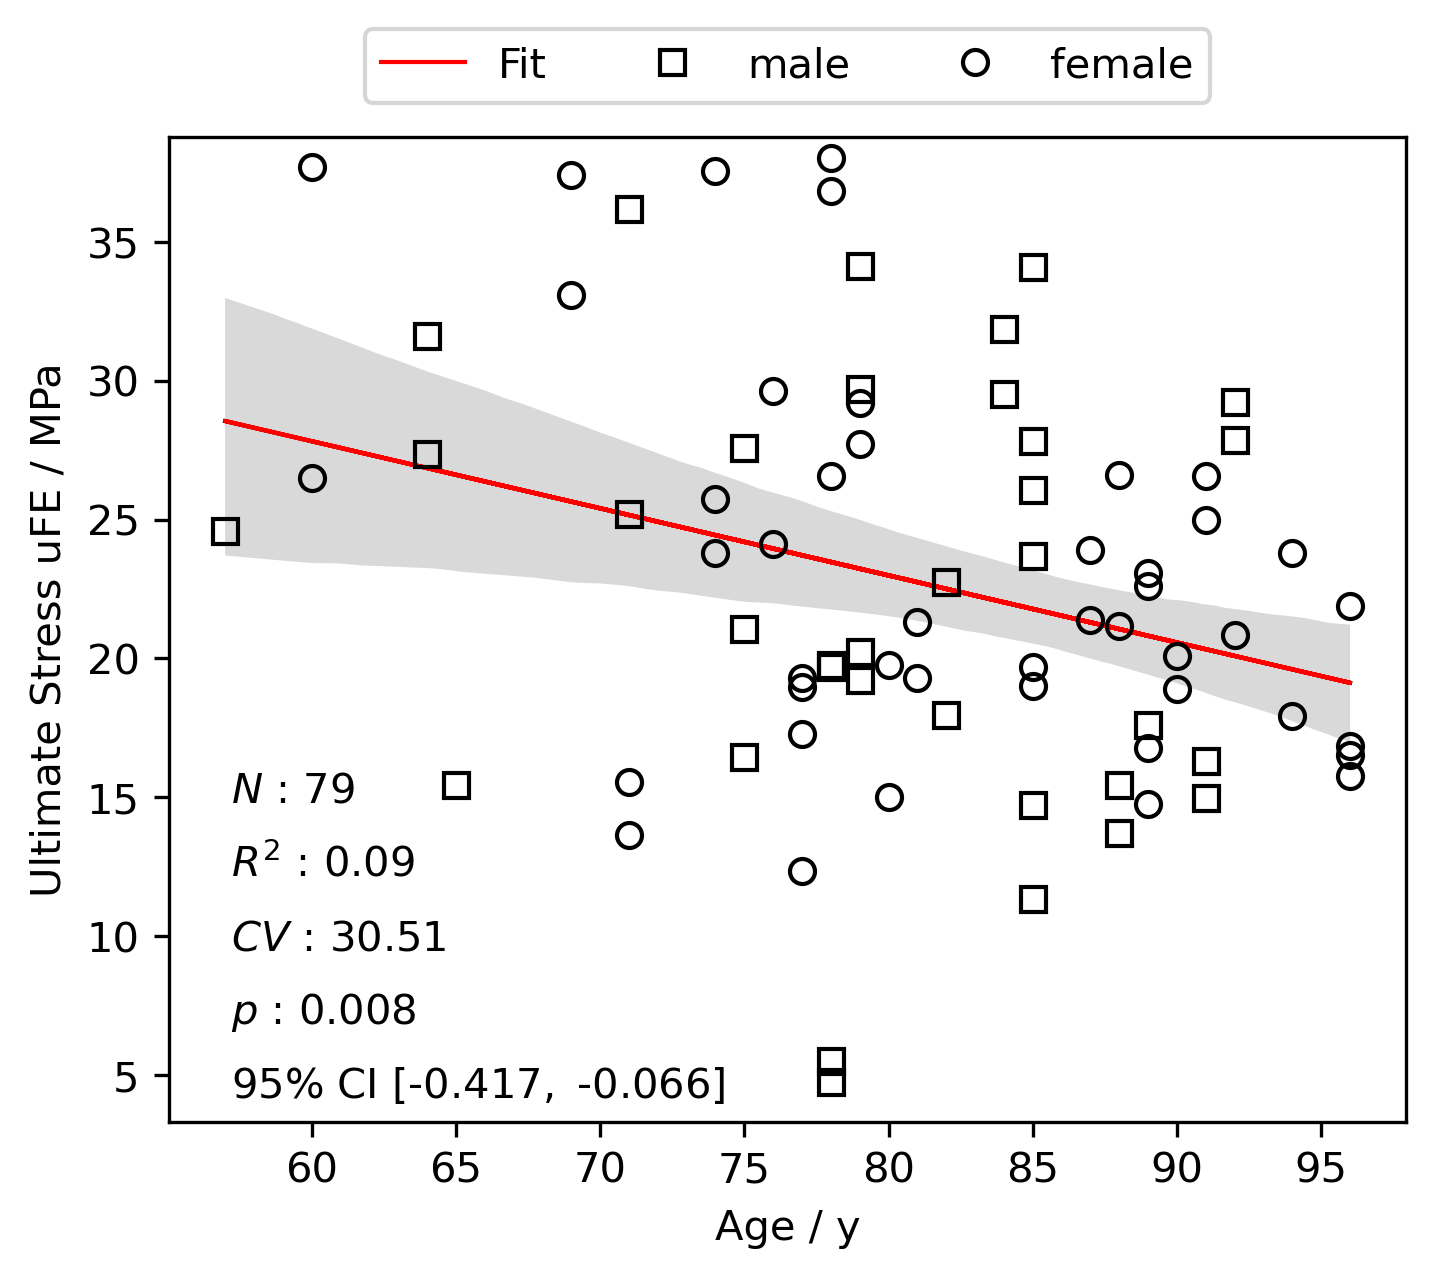 Fit male female
Ultimate Stress uFE / MPa
35
30
25
20
15
10
5
N : 79
R² : 0.09
CV : 30.51
p : 0.008
95% CI [-0.417, -0.066]
60 65 70 75 80 85 90 95
Age / y